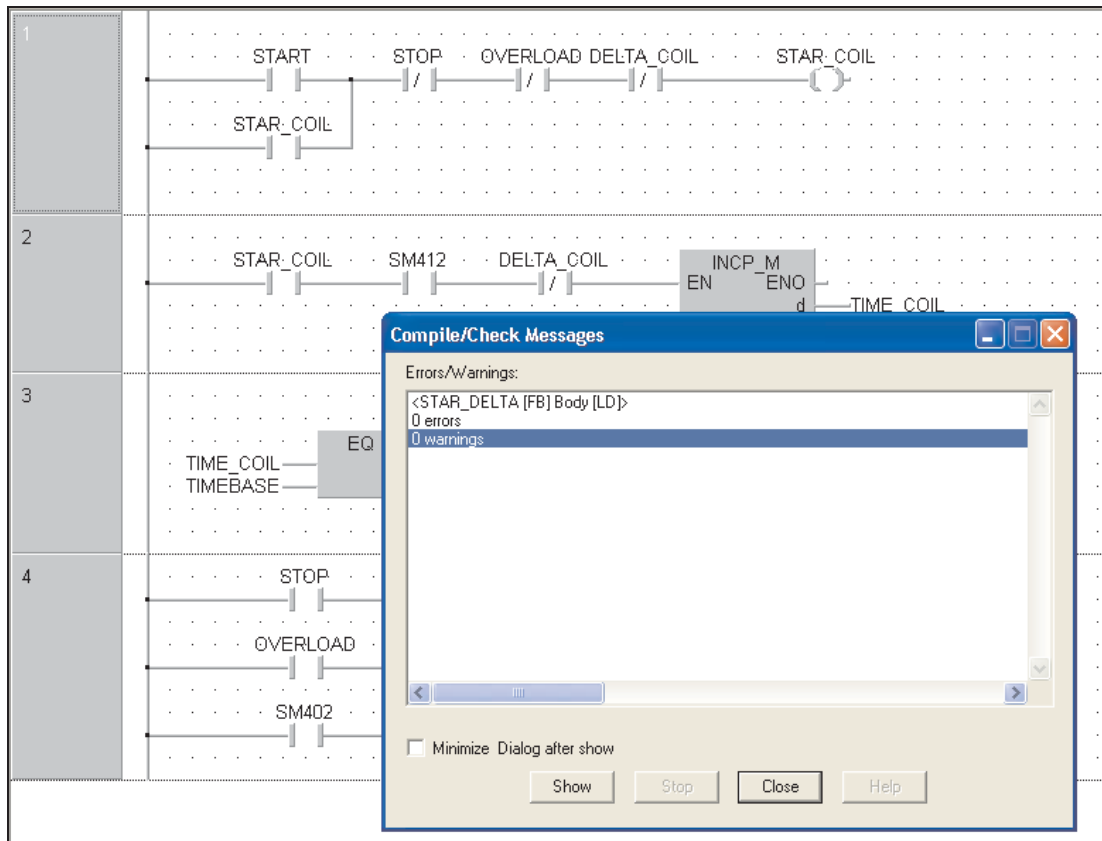 1
START STOP OVERLOAD DELTA_COIL STAR_COIL
STAR_COIL
2
STAR_COIL SM412 DELTA_COIL INCP_M
EN ENO
d TIME_COIL
3
EQ
TIME_COIL
TIMEBASE
4
STOP
OVERLOAD
SM402
Compile/Check Messages
Errors/Warnings:
<STAR_DELTA [FB] Body [LD]>
0 errors
0 warnings
Minimize Dialog after show
Show Stop Close Help